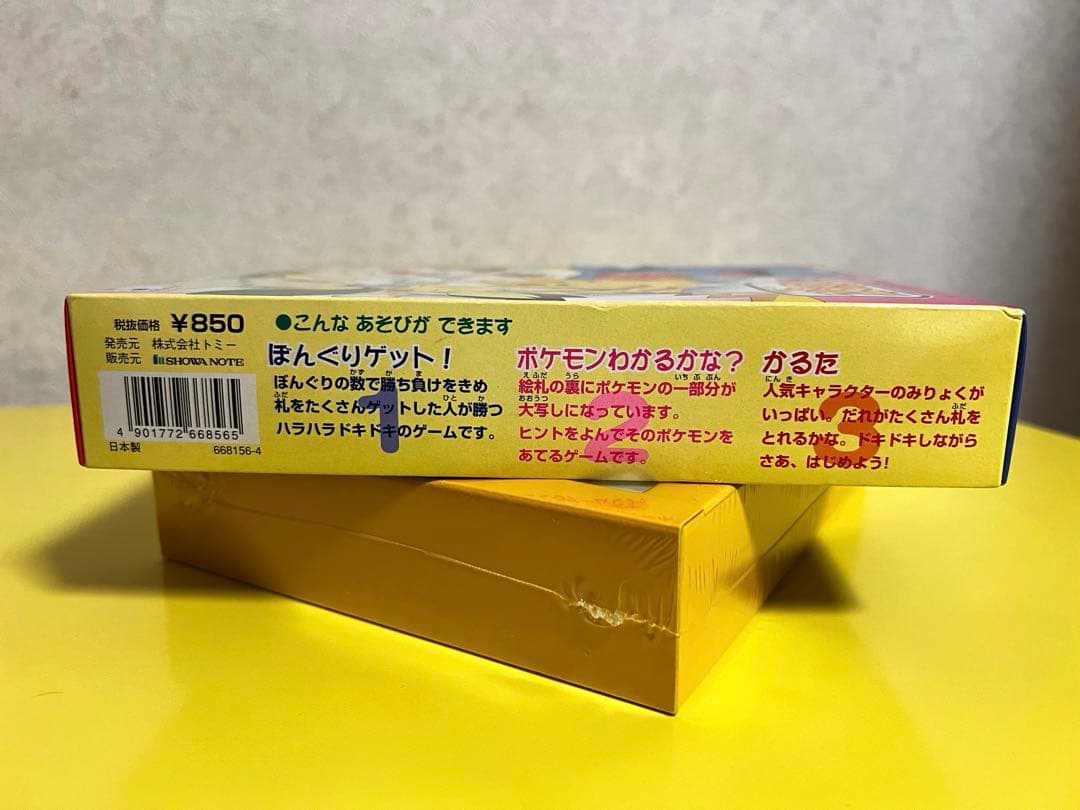 税抜価格 ¥850
発売元 株式会社トミー
販売元 SHOWA NOTE
4 901772 668565
日本製 668156-4
●こんな あそびが できます
ぼんぐりゲット!
ぼんぐりの数で勝ち負けをきめ
札をたくさんゲットした人が勝つ
ハラハラドキドキのゲームです。
1
ポケモンわかるかな?
絵札の裏にポケモンの一部分が
大写しになっています。
ヒントをよんでそのポケモンを
あてるゲームです。
2
かるた
人気キャラクターのみりょくが
いっぱい。だれがたくさん札を
とれるかな。ドキドキしながら
さあ、はじめよう!
3